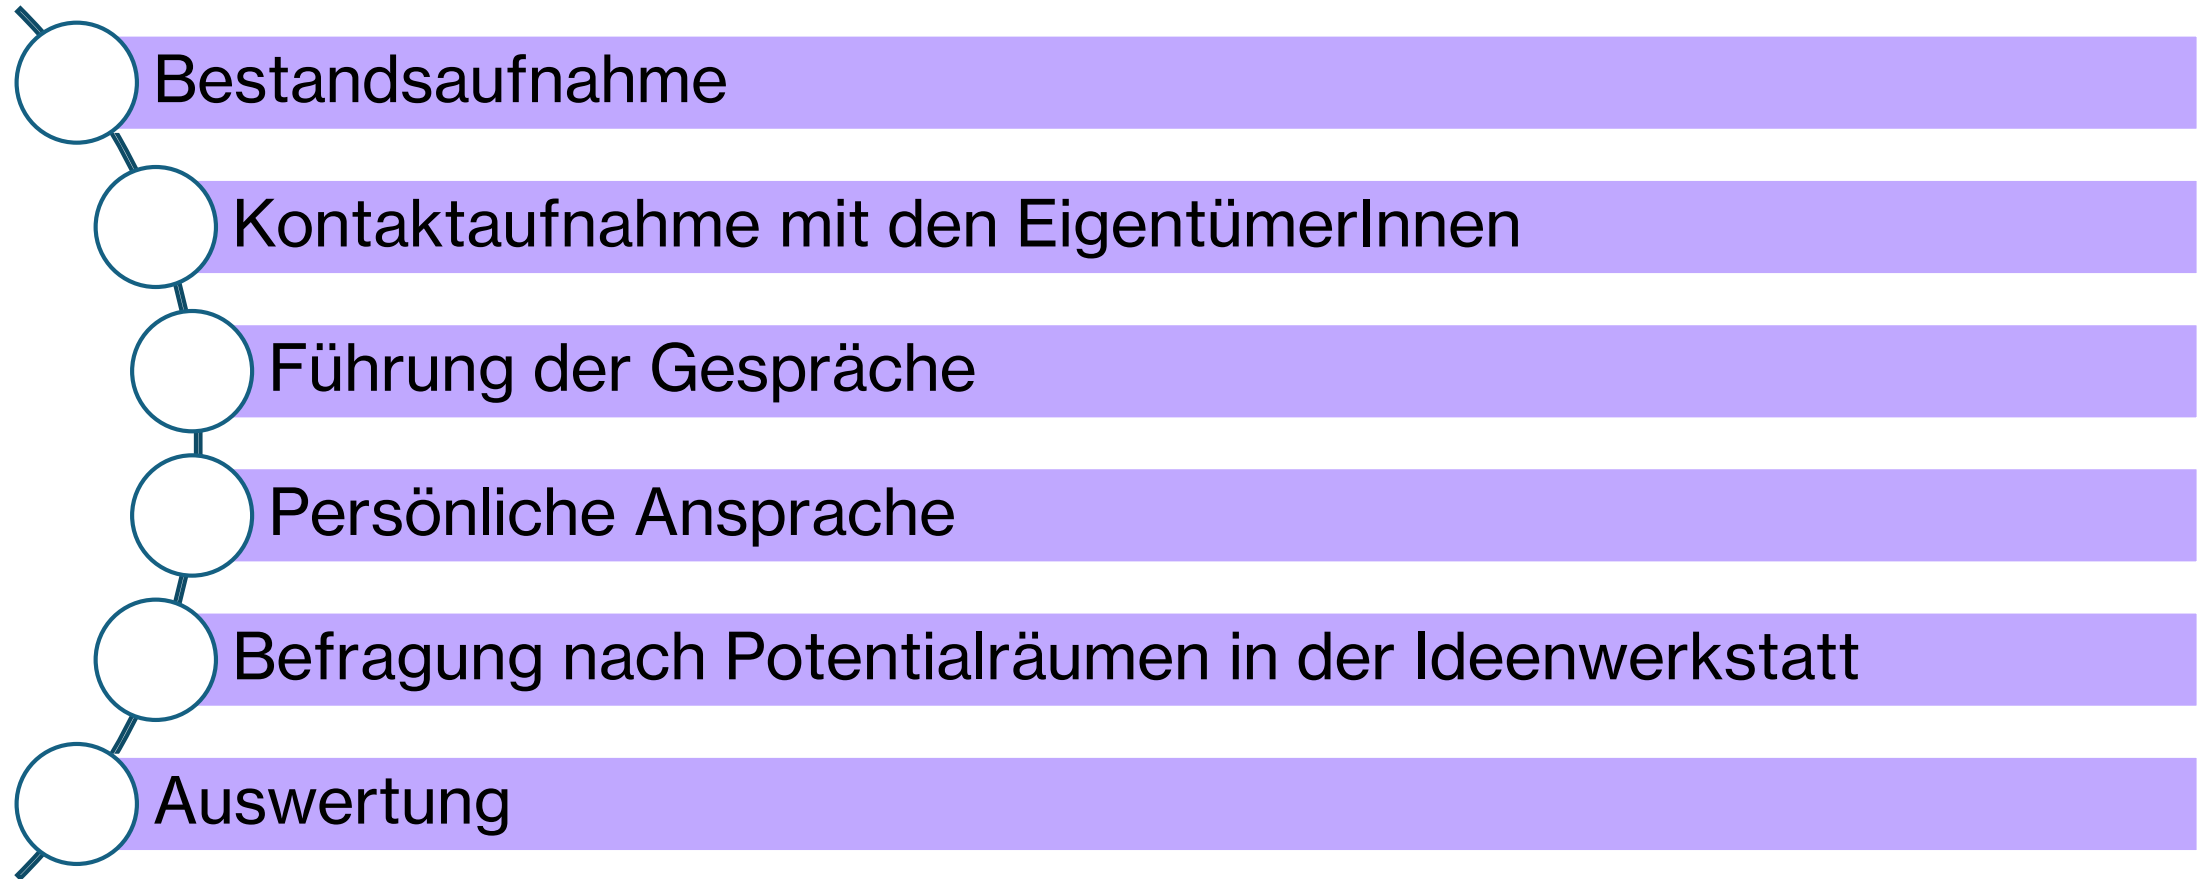 Bestandsaufnahme
Kontaktaufnahme mit den EigentümerInnen
Führung der Gespräche
Persönliche Ansprache
Befragung nach Potentialräumen in der Ideenwerkstatt
Auswertung